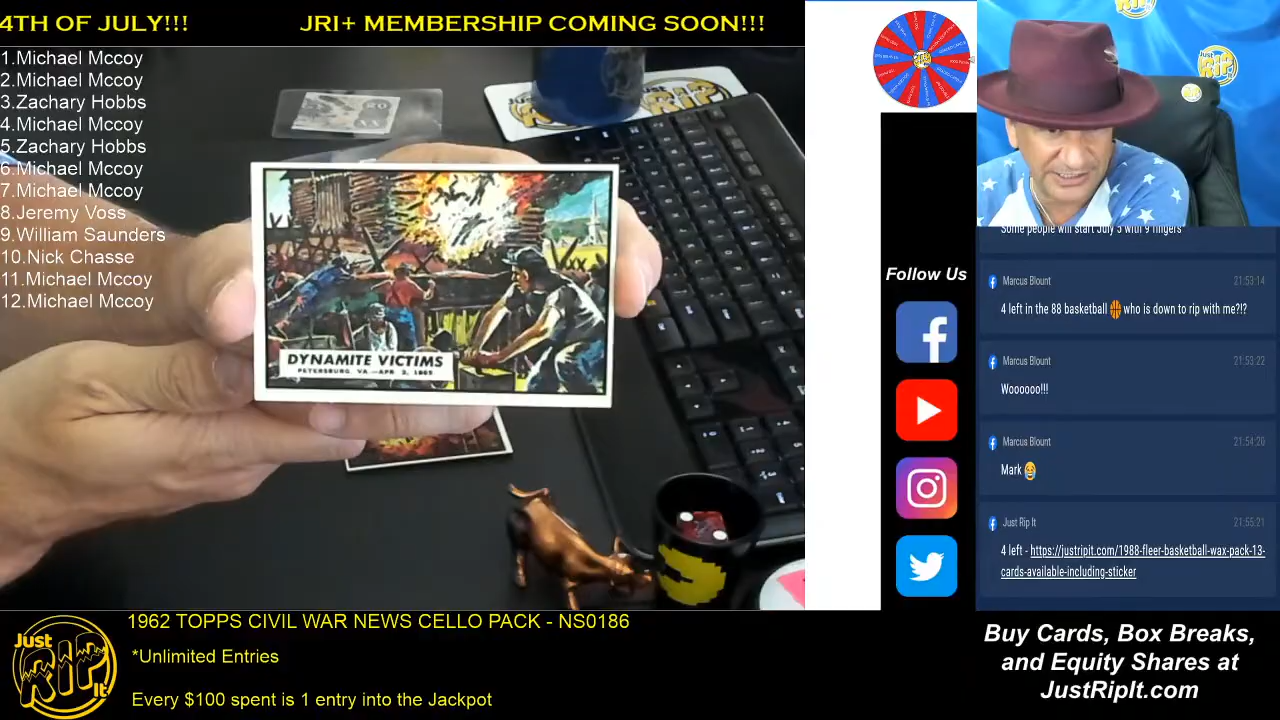 4TH OF JULY!!!
JRI+ MEMBERSHIP COMING SOON!!!
1.Michael Mccoy
2.Michael Mccoy
3.Zachary Hobbs
4.Michael Mccoy
5.Zachary Hobbs
6.Michael Mccoy
7.Michael Mccoy
8.Jeremy Voss
9.William Saunders
10.Nick Chasse
11.Michael Mccoy
12.Michael Mccoy
DYNAMITE VICTIMS
PETERSBURG, VA.—APR. 2, 1865
Follow Us
Some people will start July 5 with 9 fingers
Marcus Blount 21:53:14
4 left in the 88 basketball 🏀 who is down to rip with me?!?
Marcus Blount 21:53:22
Woooooo!!!
Marcus Blount 21:54:20
Mark 😂
Just Rip It 21:55:21
4 left - https://justripit.com/1988-fleer-basketball-wax-pack-13-
cards-available-including-sticker
Just
RIP
It
1962 TOPPS CIVIL WAR NEWS CELLO PACK - NS0186
*Unlimited Entries
Every $100 spent is 1 entry into the Jackpot
Buy Cards, Box Breaks,
and Equity Shares at
JustRipIt.com